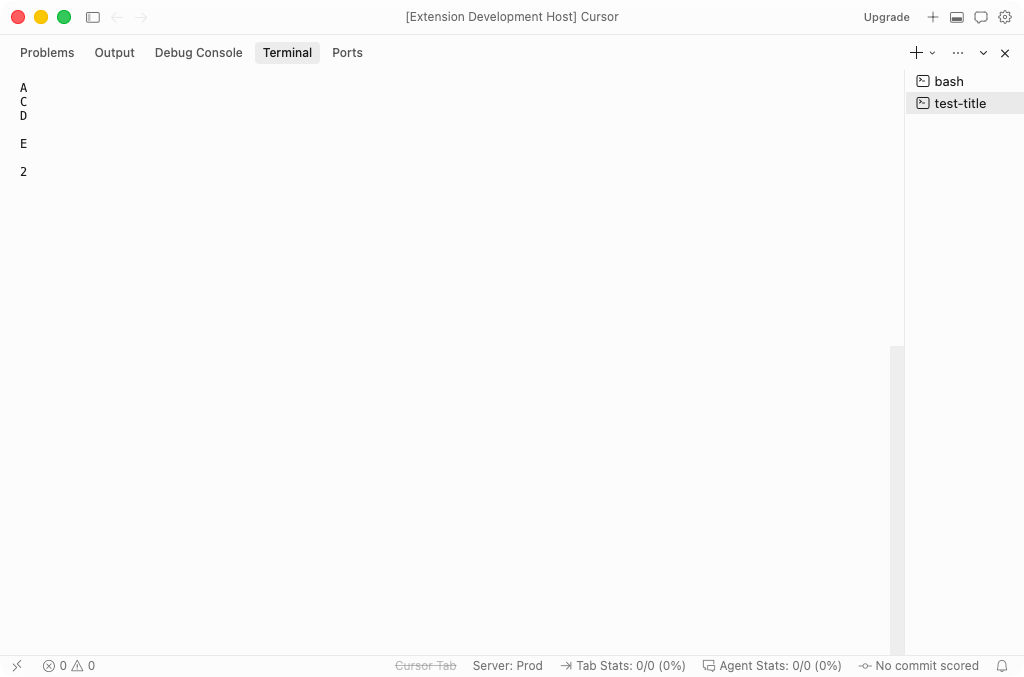 [Extension Development Host] Cursor
Upgrade
Problems Output Debug Console Terminal Ports
A
C
D
E
2
bash
test-title
0 0 Cursor Tab Server: Prod Tab Stats: 0/0 (0%) Agent Stats: 0/0 (0%) No commit scored